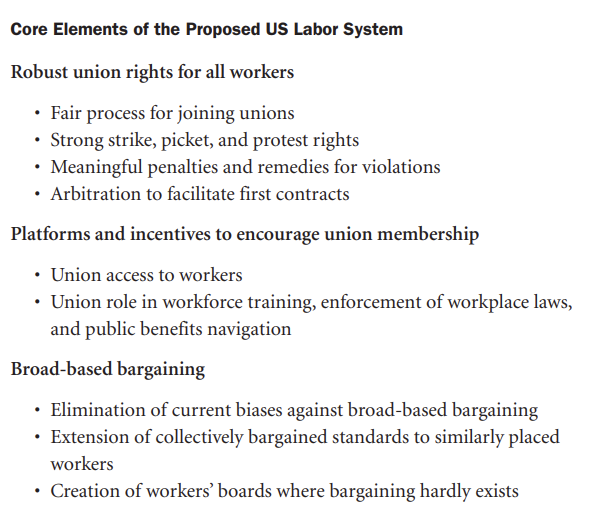 Core Elements of the Proposed US Labor System
Robust union rights for all workers
• Fair process for joining unions
• Strong strike, picket, and protest rights
• Meaningful penalties and remedies for violations
• Arbitration to facilitate first contracts
Platforms and incentives to encourage union membership
• Union access to workers
• Union role in workforce training, enforcement of workplace laws,
and public benefits navigation
Broad-based bargaining
• Elimination of current biases against broad-based bargaining
• Extension of collectively bargained standards to similarly placed
workers
• Creation of workers’ boards where bargaining hardly exists